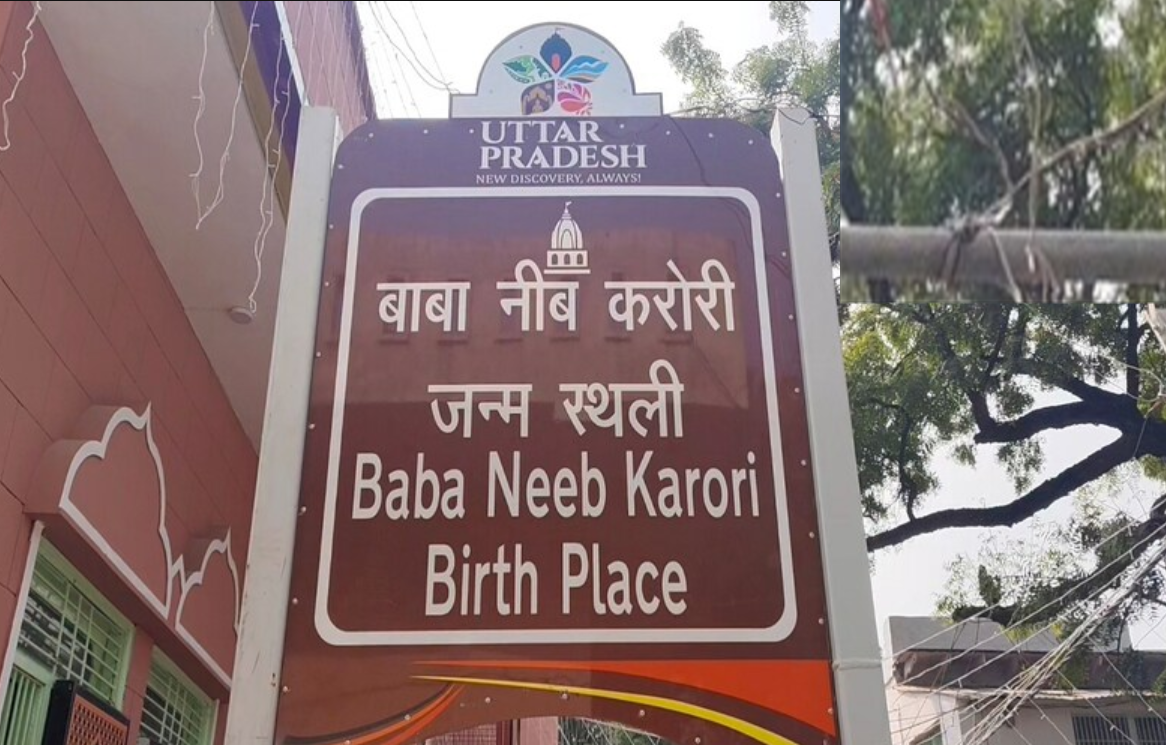 UTTAR
PRADESH
NEW DISCOVERY, ALWAYS!
बाबा नीब करोरी
जन्म स्थली
Baba Neeb Karori
Birth Place